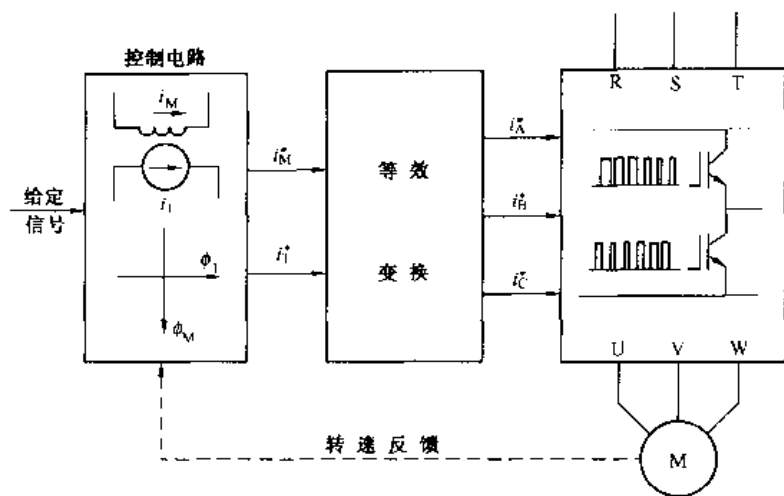 控制电路
i_M
i_1
给定
信号
ϕ_1
ϕ_M
i*_M
i*_1
等效
变换
i*_A
i*_B
i*_C
R S T
U V W
M
转速反馈